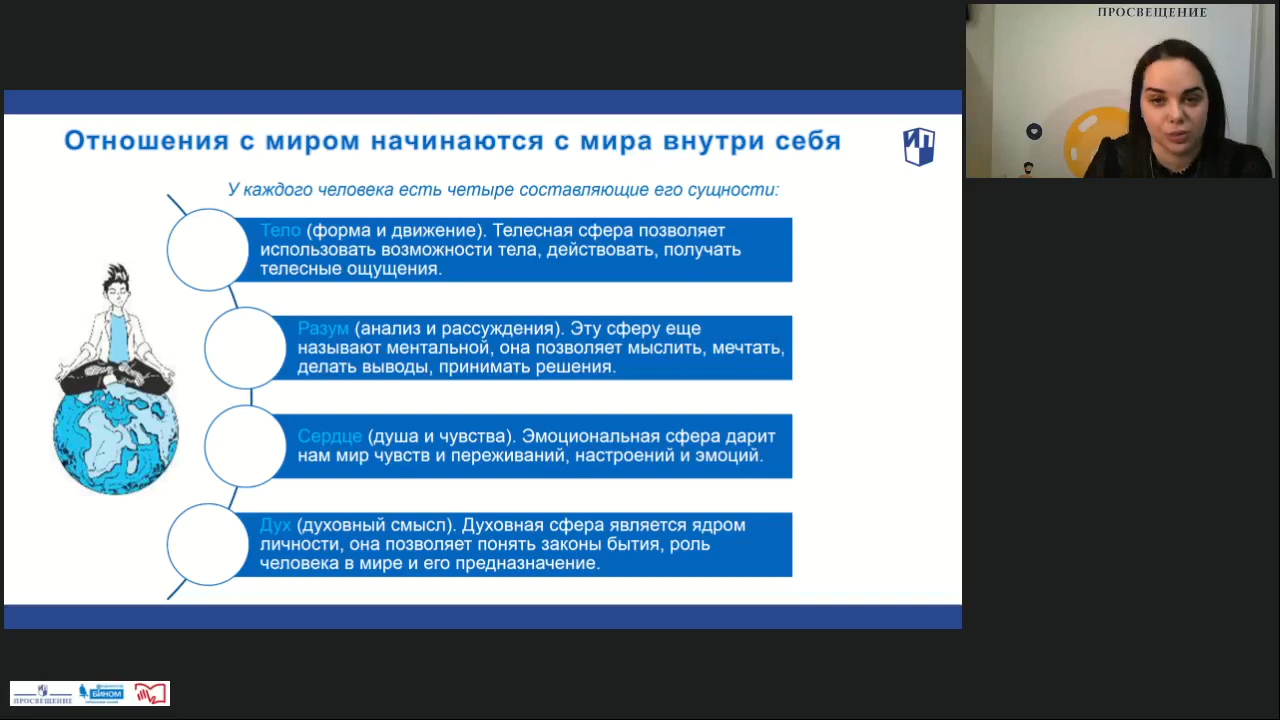 ПРОСВЕЩЕНИЕ
Отношения с миром начинаются с мира внутри себя
ИП
У каждого человека есть четыре составляющие его сущности:
Тело (форма и движение). Телесная сфера позволяет
использовать возможности тела, действовать, получать
телесные ощущения.
Разум (анализ и рассуждения). Эту сферу еще
называют ментальной, она позволяет мыслить, мечтать,
делать выводы, принимать решения.
Сердце (душа и чувства). Эмоциональная сфера дарит
нам мир чувств и переживаний, настроений и эмоций.
Дух (духовный смысл). Духовная сфера является ядром
личности, она позволяет понять законы бытия, роль
человека в мире и его предназначение.
ПРОСВЕЩЕНИЕ
БИНОМ